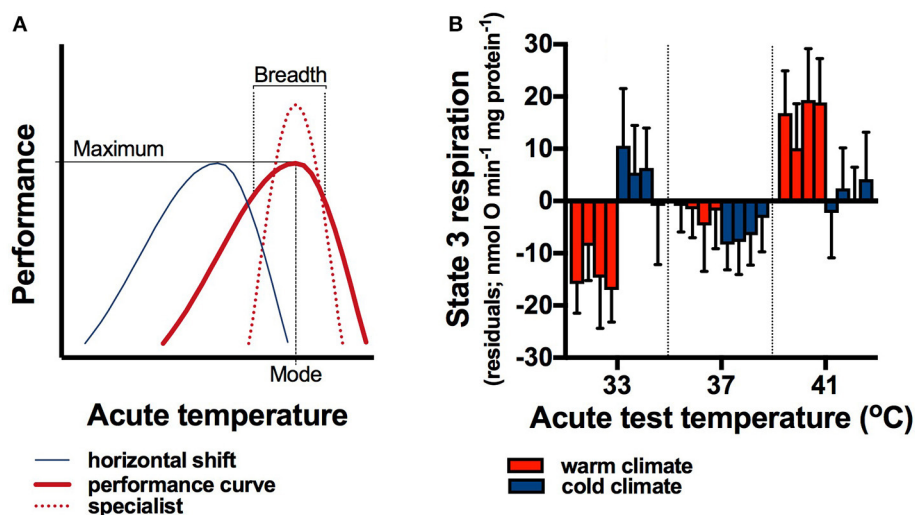 A
Performance
Maximum
Breadth
Mode
Acute temperature
horizontal shift
performance curve
specialist
B
State 3 respiration
(residuals; nmol O min⁻¹ mg protein⁻¹)
30
20
10
0
-10
-20
-30
33 37 41
Acute test temperature (ºC)
warm climate
cold climate